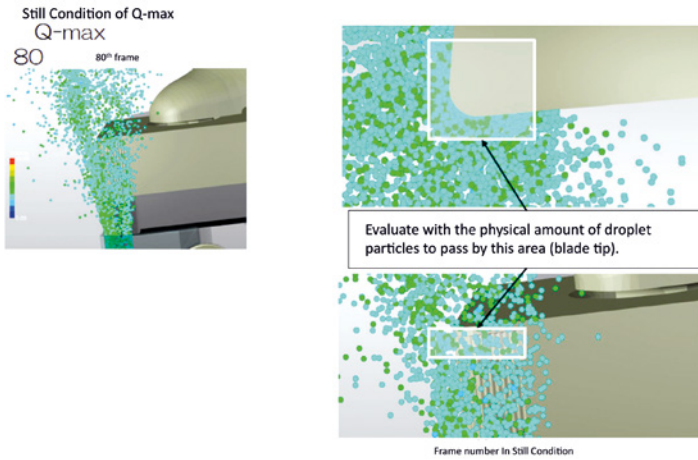 Still Condition of Q-max
Q-max
80
80th frame
Evaluate with the physical amount of droplet
particles to pass by this area (blade tip).
Frame number In Still Condition